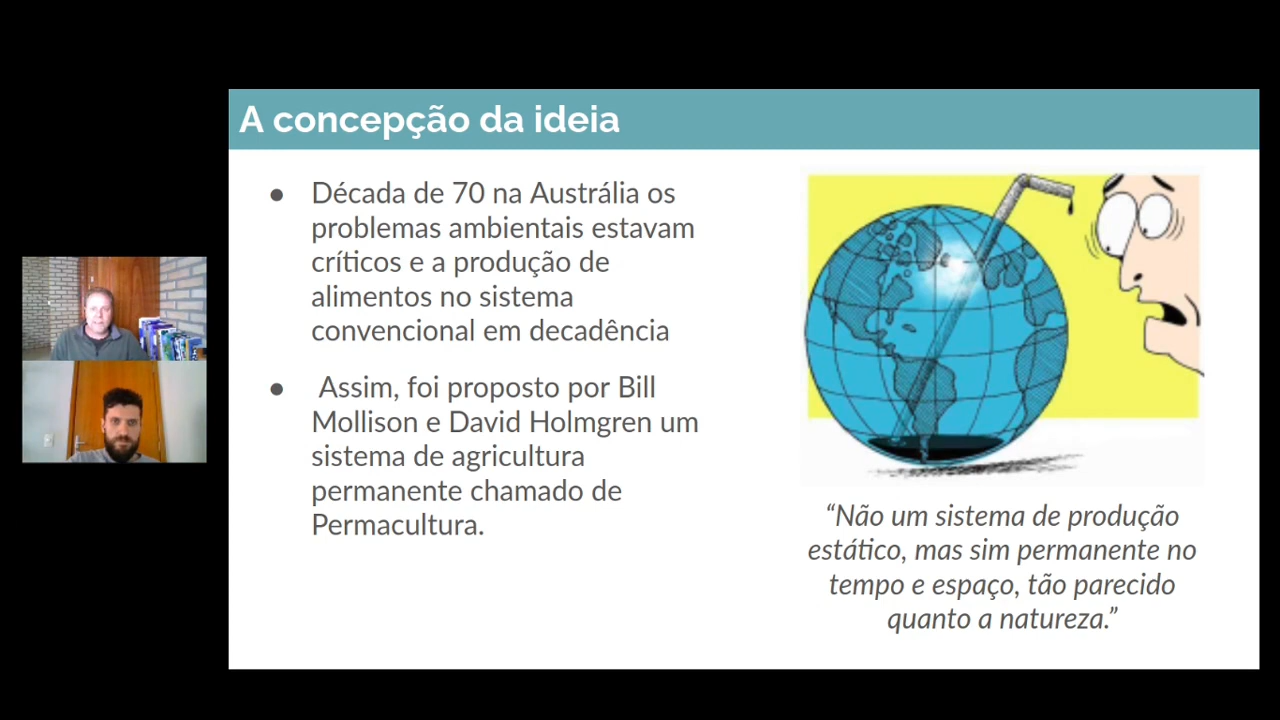 A concepção da ideia
● Década de 70 na Austrália os
problemas ambientais estavam
críticos e a produção de
alimentos no sistema
convencional em decadência
● Assim, foi proposto por Bill
Mollison e David Holmgren um
sistema de agricultura
permanente chamado de
Permacultura.
“Não um sistema de produção
estático, mas sim permanente no
tempo e espaço, tão parecido
quanto a natureza.”